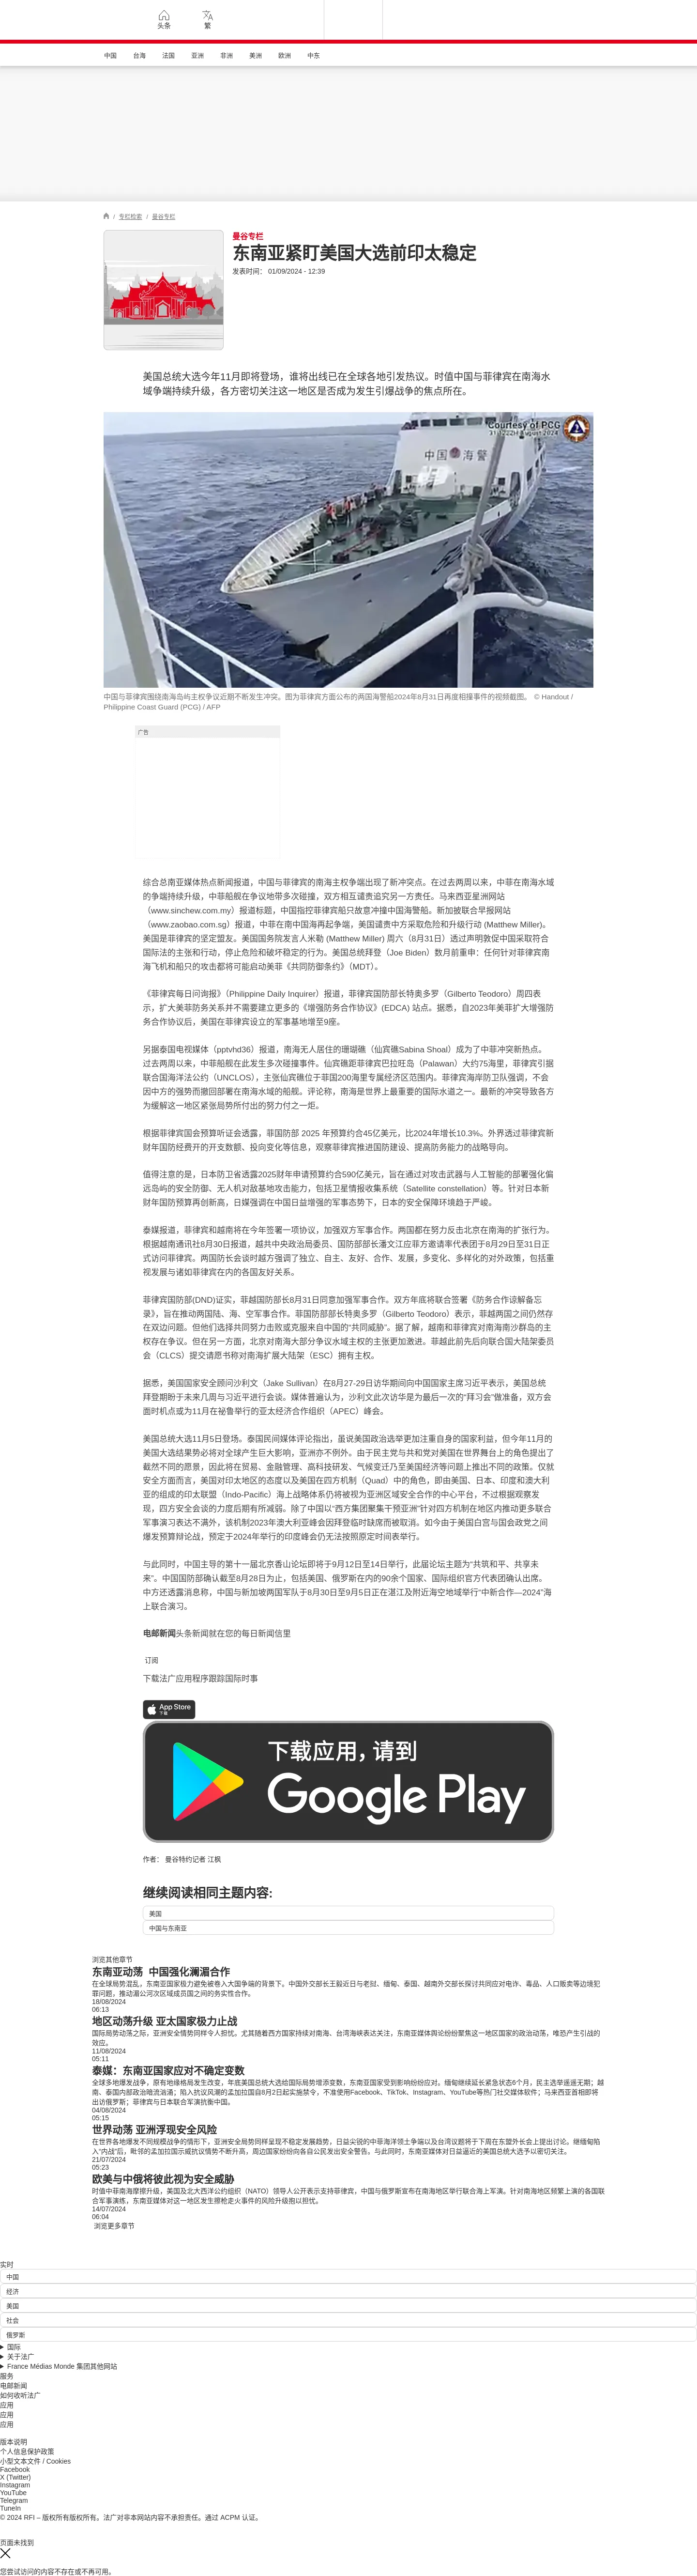 头条
繁
中国 台海 法国 亚洲 非洲 美洲 欧洲 中东
/ 专栏检索 / 曼谷专栏
曼谷专栏
东南亚紧盯美国大选前印太稳定
发表时间： 01/09/2024 - 12:39
美国总统大选今年11月即将登场，谁将出线已在全球各地引发热议。时值中国与菲律宾在南海水
域争端持续升级，各方密切关注这一地区是否成为发生引爆战争的焦点所在。
Courtesy of PCG
31 1222H August 2024
中国海警
中国与菲律宾围绕南海岛屿主权争议近期不断发生冲突。图为菲律宾方面公布的两国海警船2024年8月31日再度相撞事件的视频截图。 © Handout /
Philippine Coast Guard (PCG) / AFP
广告
综合总南亚媒体热点新闻报道，中国与菲律宾的南海主权争端出现了新冲突点。在过去两周以来，中菲在南海水域
的争端持续升级，中菲船舰在争议地带多次碰撞，双方相互谴责追究另一方责任。马来西亚星洲网站
（www.sinchew.com.my）报道标题，中国指控菲律宾船只故意冲撞中国海警船。新加披联合早报网站
（www.zaobao.com.sg）报道，中菲在南中国海再起争端，美国谴责中方采取危险和升级行动 (Matthew Miller)。
美国是菲律宾的坚定盟友。美国国务院发言人米勒 (Matthew Miller) 周六（8月31日）透过声明敦促中国采取符合
国际法的主张和行动，停止危险和破坏稳定的行为。美国总统拜登（Joe Biden）数月前重申：任何针对菲律宾南
海飞机和船只的攻击都将可能启动美菲《共同防御条约》（MDT）。
《菲律宾每日问询报》（Philippine Daily Inquirer）报道，菲律宾国防部长特奥多罗（Gilberto Teodoro）周四表
示，扩大美菲防务关系并不需要建立更多的《增强防务合作协议》(EDCA) 站点。据悉，自2023年美菲扩大增强防
务合作协议后，美国在菲律宾设立的军事基地增至9座。
另据泰国电视媒体（pptvhd36）报道，南海无人居住的珊瑚礁（仙宾礁Sabina Shoal）成为了中菲冲突新热点。
过去两周以来，中菲船舰在此发生多次碰撞事件。仙宾礁距菲律宾巴拉旺岛（Palawan）大约75海里，菲律宾引据
联合国海洋法公约（UNCLOS），主张仙宾礁位于菲国200海里专属经济区范围内。菲律宾海岸防卫队强调，不会
因中方的强势而撤回部署在南海水域的船舰。评论称，南海是世界上最重要的国际水道之一。最新的冲突导致各方
为缓解这一地区紧张局势所付出的努力付之一炬。
根据菲律宾国会预算听证会透露，菲国防部 2025 年预算约合45亿美元，比2024年增长10.3%。外界透过菲律宾新
财年国防经费开的开支数额、投向变化等信息，观察菲律宾推进国防建设、提高防务能力的战略导向。
值得注意的是，日本防卫省透露2025财年申请预算约合590亿美元，旨在通过对攻击武器与人工智能的部署强化偏
远岛屿的安全防御、无人机对敌基地攻击能力，包括卫星情报收集系统（Satellite constellation）等。针对日本新
财年国防预算再创新高，日媒强调在中国日益增强的军事态势下，日本的安全保障环境趋于严峻。
泰媒报道，菲律宾和越南将在今年签署一项协议，加强双方军事合作。两国都在努力反击北京在南海的扩张行为。
根据越南通讯社8月30日报道，越共中央政治局委员、国防部部长潘文江应菲方邀请率代表团于8月29日至31日正
式访问菲律宾。两国防长会谈时越方强调了独立、自主、友好、合作、发展，多变化、多样化的对外政策，包括重
视发展与诸如菲律宾在内的各国友好关系。
菲律宾国防部(DND)证实，菲越国防部长8月31日同意加强军事合作。双方年底将联合签署《防务合作谅解备忘
录》，旨在推动两国陆、海、空军事合作。菲国防部部长特奥多罗（Gilberto Teodoro）表示，菲越两国之间仍然存
在双边问题。但他们选择共同努力击败或克服来自中国的"共同威胁"。据了解，越南和菲律宾对南海南沙群岛的主
权存在争议。但在另一方面，北京对南海大部分争议水域主权的主张更加激进。菲越此前先后向联合国大陆架委员
会（CLCS）提交请愿书称对南海扩展大陆架（ESC）拥有主权。
据悉，美国国家安全顾问沙利文（Jake Sullivan）在8月27-29日访华期间向中国国家主席习近平表示，美国总统
拜登期盼于未来几周与习近平进行会谈。媒体普遍认为，沙利文此次访华是为最后一次的"拜习会"做准备，双方会
面时机点或为11月在祕鲁举行的亚太经济合作组织（APEC）峰会。
美国总统大选11月5日登场。泰国民间媒体评论指出，虽说美国政治选举更加注重自身的国家利益，但今年11月的
美国大选结果势必将对全球产生巨大影响，亚洲亦不例外。由于民主党与共和党对美国在世界舞台上的角色提出了
截然不同的愿景，因此将在贸易、金融管理、高科技研发、气候变迁乃至美国经济等问题上推出不同的政策。仅就
安全方面而言，美国对印太地区的态度以及美国在四方机制（Quad）中的角色，即由美国、日本、印度和澳大利
亚的组成的印太联盟（Indo-Pacific）海上战略体系仍将被视为亚洲区域安全合作的中心平台，不过根据观察发
现，四方安全会谈的力度后期有所减弱。除了中国以"西方集团聚集干预亚洲"针对四方机制在地区内推动更多联合
军事演习表达不满外，该机制2023年澳大利亚峰会因拜登临时缺席而被取消。如今由于美国白宫与国会政党之间
爆发预算辩论战，预定于2024年举行的印度峰会仍无法按照原定时间表举行。
与此同时，中国主导的第十一届北京香山论坛即将于9月12日至14日举行，此届论坛主题为"共筑和平、共享未
来"。中国国防部确认截至8月28日为止，包括美国、俄罗斯在内的90余个国家、国际组织官方代表团确认出席。
中方还透露消息称，中国与新加坡两国军队于8月30日至9月5日正在湛江及附近海空地域举行"中新合作—2024"海
上联合演习。
电邮新闻头条新闻就在您的每日新闻信里
订阅
下载法广应用程序跟踪国际时事
App Store
下载
下载应用，请到
Google Play
作者： 曼谷特约记者 江枫
继续阅读相同主题内容:
美国
中国与东南亚
浏览其他章节
东南亚动荡 中国强化澜湄合作
在全球局势混乱，东南亚国家极力避免被卷入大国争端的背景下。中国外交部长王毅近日与老挝、缅甸、泰国、越南外交部长探讨共同应对电诈、毒品、人口贩卖等边境犯
罪问题，推动湄公河次区域成员国之间的务实性合作。
18/08/2024
06:13
地区动荡升级 亚太国家极力止战
国际局势动荡之际，亚洲安全情势同样令人担忧。尤其随着西方国家持续对南海、台湾海峡表达关注，东南亚媒体舆论纷纷聚焦这一地区国家的政治动荡，唯恐产生引战的
效应。
11/08/2024
05:11
泰媒：东南亚国家应对不确定变数
全球多地爆发战争，原有地缘格局发生改变，年底美国总统大选给国际局势增添变数，东南亚国家受到影响纷纷应对。缅甸继续延长紧急状态6个月，民主选举遥遥无期；越
南、泰国内部政治暗流汹涌；陷入抗议风潮的孟加拉国自8月2日起实施禁令，不准使用Facebook、TikTok、Instagram、YouTube等热门社交媒体软件；马来西亚首相即将
出访俄罗斯；菲律宾与日本联合军演抗衡中国。
04/08/2024
05:15
世界动荡 亚洲浮现安全风险
在世界各地爆发不同规模战争的情形下，亚洲安全局势同样呈现不稳定发展趋势，日益尖锐的中菲海洋领土争端以及台湾议题将于下周在东盟外长会上提出讨论。继缅甸陷
入"内战"后，毗邻的孟加拉国示威抗议情势不断升高，周边国家纷纷向各自公民发出安全警告，与此同时，东南亚媒体对日益逼近的美国总统大选予以密切关注。
21/07/2024
05:23
欧美与中俄将彼此视为安全威胁
时值中菲南海摩擦升级，美国及北大西洋公约组织（NATO）领导人公开表示支持菲律宾，中国与俄罗斯宣布在南海地区举行联合海上军演。针对南海地区频繁上演的各国联
合军事演练，东南亚媒体对这一地区发生擦枪走火事件的风险升级抱以担忧。
14/07/2024
06:04
浏览更多章节
实时
中国
经济
美国
社会
俄罗斯
国际
关于法广
France Médias Monde 集团其他网站
服务
电邮新闻
如何收听法广
应用
应用
应用
版本说明
个人信息保护政策
小型文本文件 / Cookies
Facebook
X (Twitter)
Instagram
YouTube
Telegram
TuneIn
© 2024 RFI – 版权所有版权所有。法广对非本网站内容不承担责任。通过 ACPM 认证。
页面未找到
您尝试访问的内容不存在或不再可用。